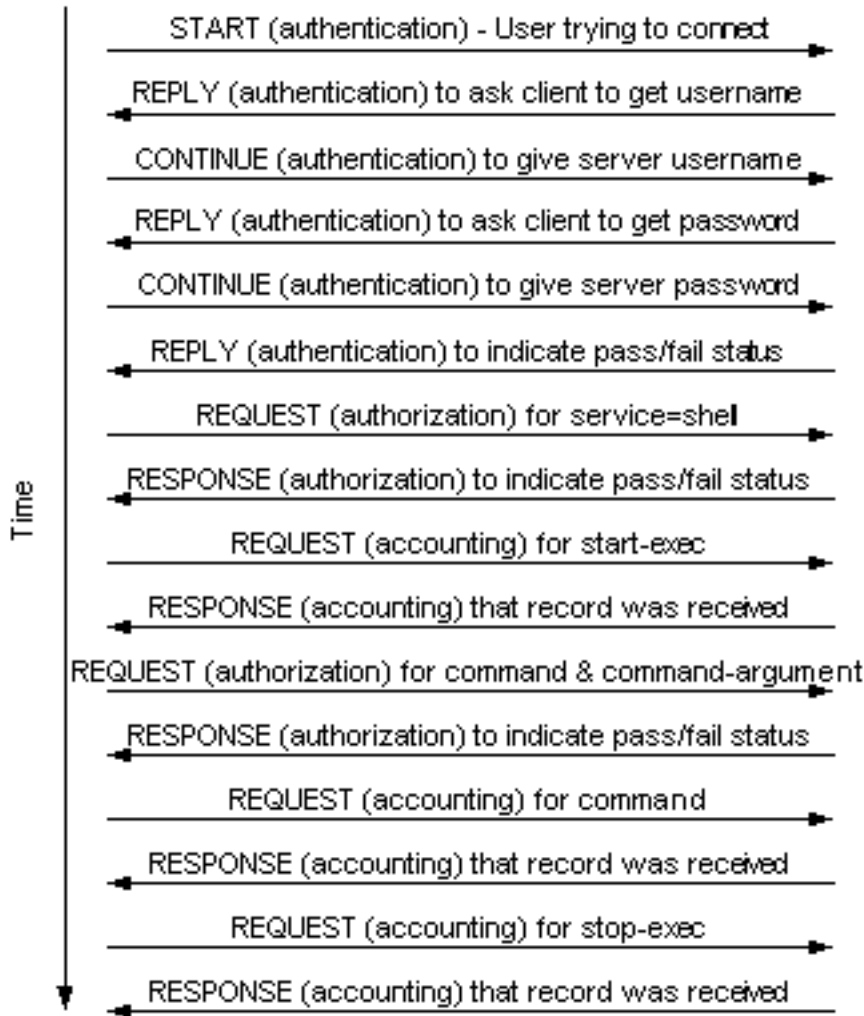 START (authentication) - User trying to connect
REPLY (authentication) to ask client to get username
CONTINUE (authentication) to give server username
REPLY (authentication) to ask client to get password
CONTINUE (authentication) to give server password
REPLY (authentication) to indicate pass/fail status
REQUEST (authorization) for service=shell
RESPONSE (authorization) to indicate pass/fail status
Time
REQUEST (accounting) for start-exec
RESPONSE (accounting) that record was received
REQUEST (authorization) for command & command-argument
RESPONSE (authorization) to indicate pass/fail status
REQUEST (accounting) for command
RESPONSE (accounting) that record was received
REQUEST (accounting) for stop-exec
RESPONSE (accounting) that record was received